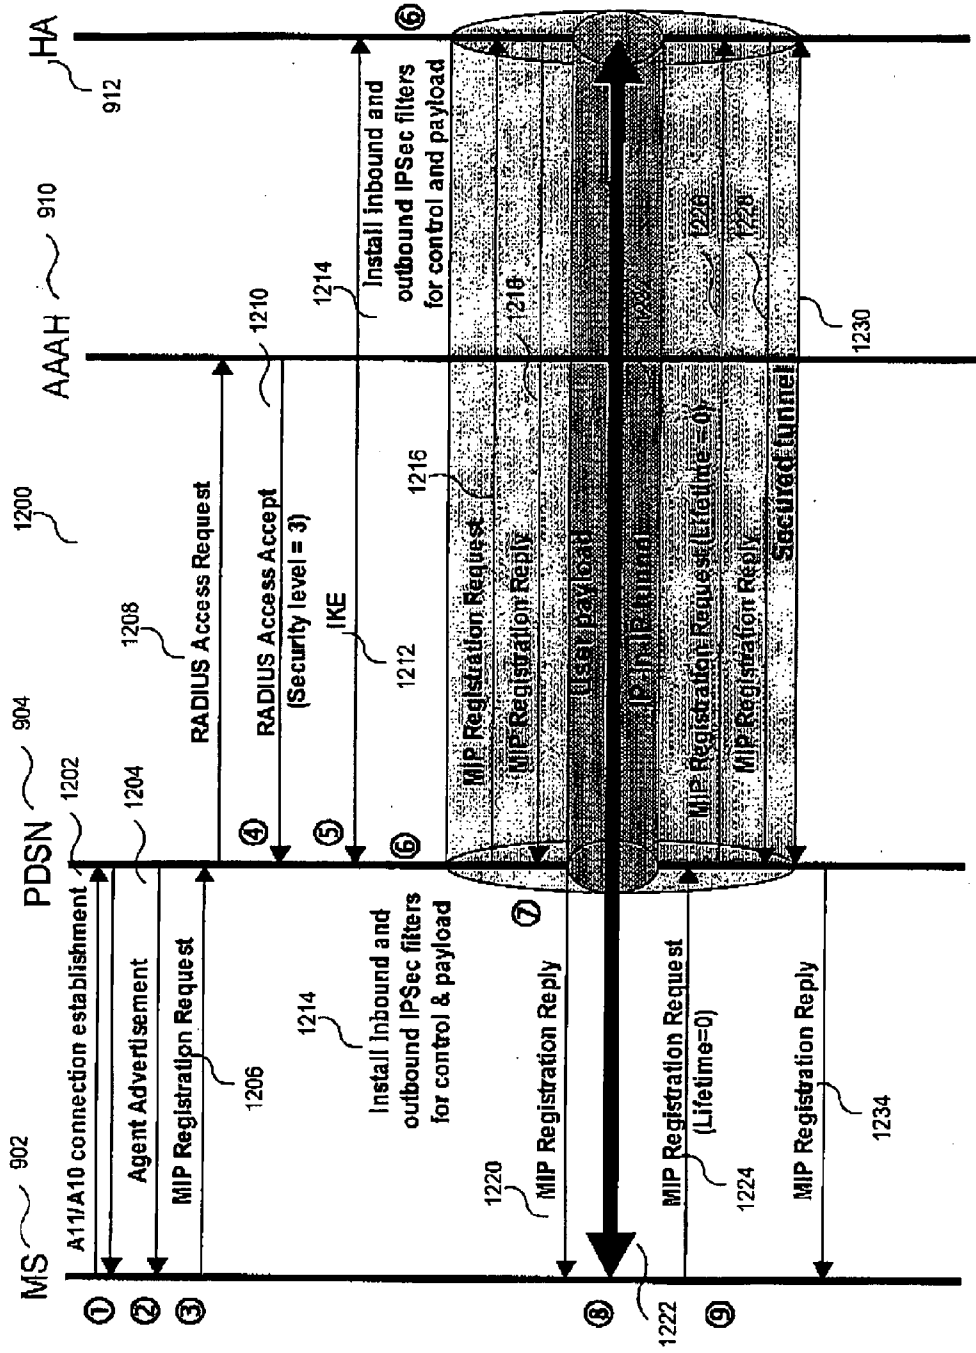 MS 902
PDSN 904
AAAH 910
HA
912
1200
① A11/A10 connection establishment 1202
② Agent Advertisement 1204
③ MIP Registration Request
1206
1208
RADIUS Access Request
④ RADIUS Access Accept 1210
(Security level = 3)
⑤ IKE
1212
1214
Install Inbound and
outbound IPSec filters
for control & payload
⑥
1214
Install inbound and
outbound IPSec filters
for control and payload
⑥
1216
MIP Registration Request
MIP Registration Reply
1218
⑦
1220
MIP Registration Reply
User payload
⑧
1222
IP-in-IP tunnel
⑨
MIP Registration Request
(Lifetime=0)
1224
MIP Registration Request (Lifetime = 0) 1226
MIP Registration Reply 1228
Secured tunnel
1230
MIP Registration Reply
1234